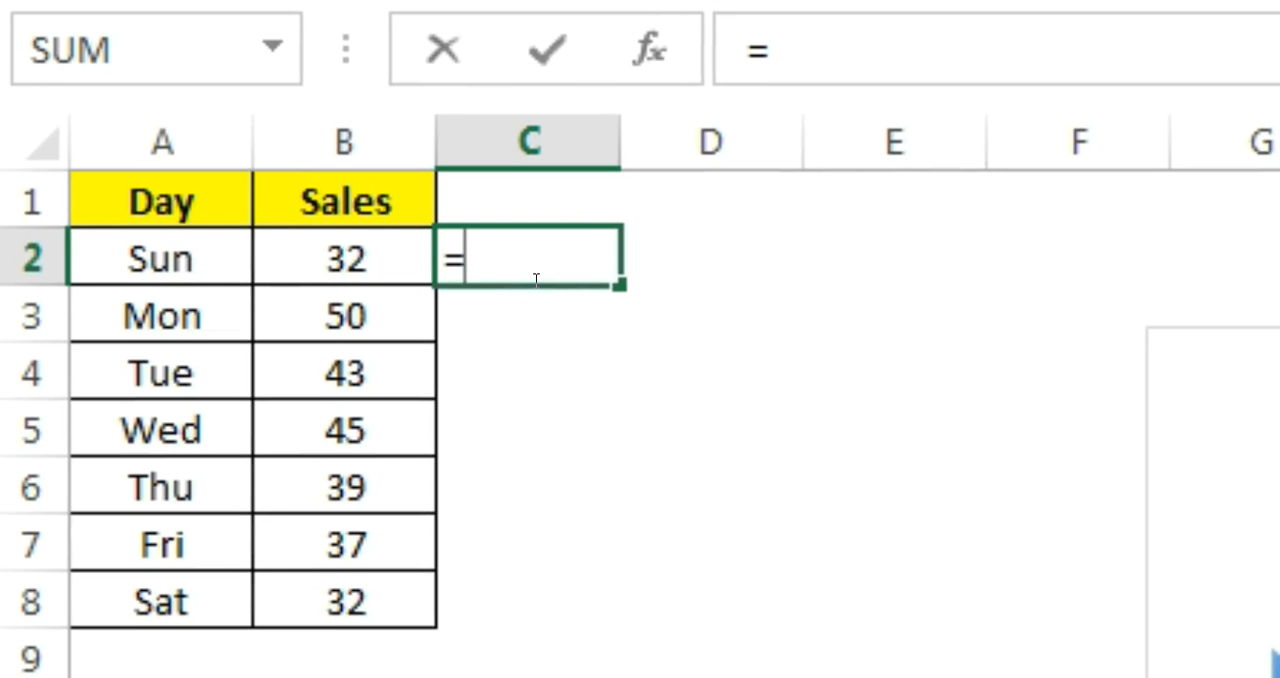 SUM fx =
A B C D E F G
1 Day Sales
2 Sun 32 =
3 Mon 50
4 Tue 43
5 Wed 45
6 Thu 39
7 Fri 37
8 Sat 32
9